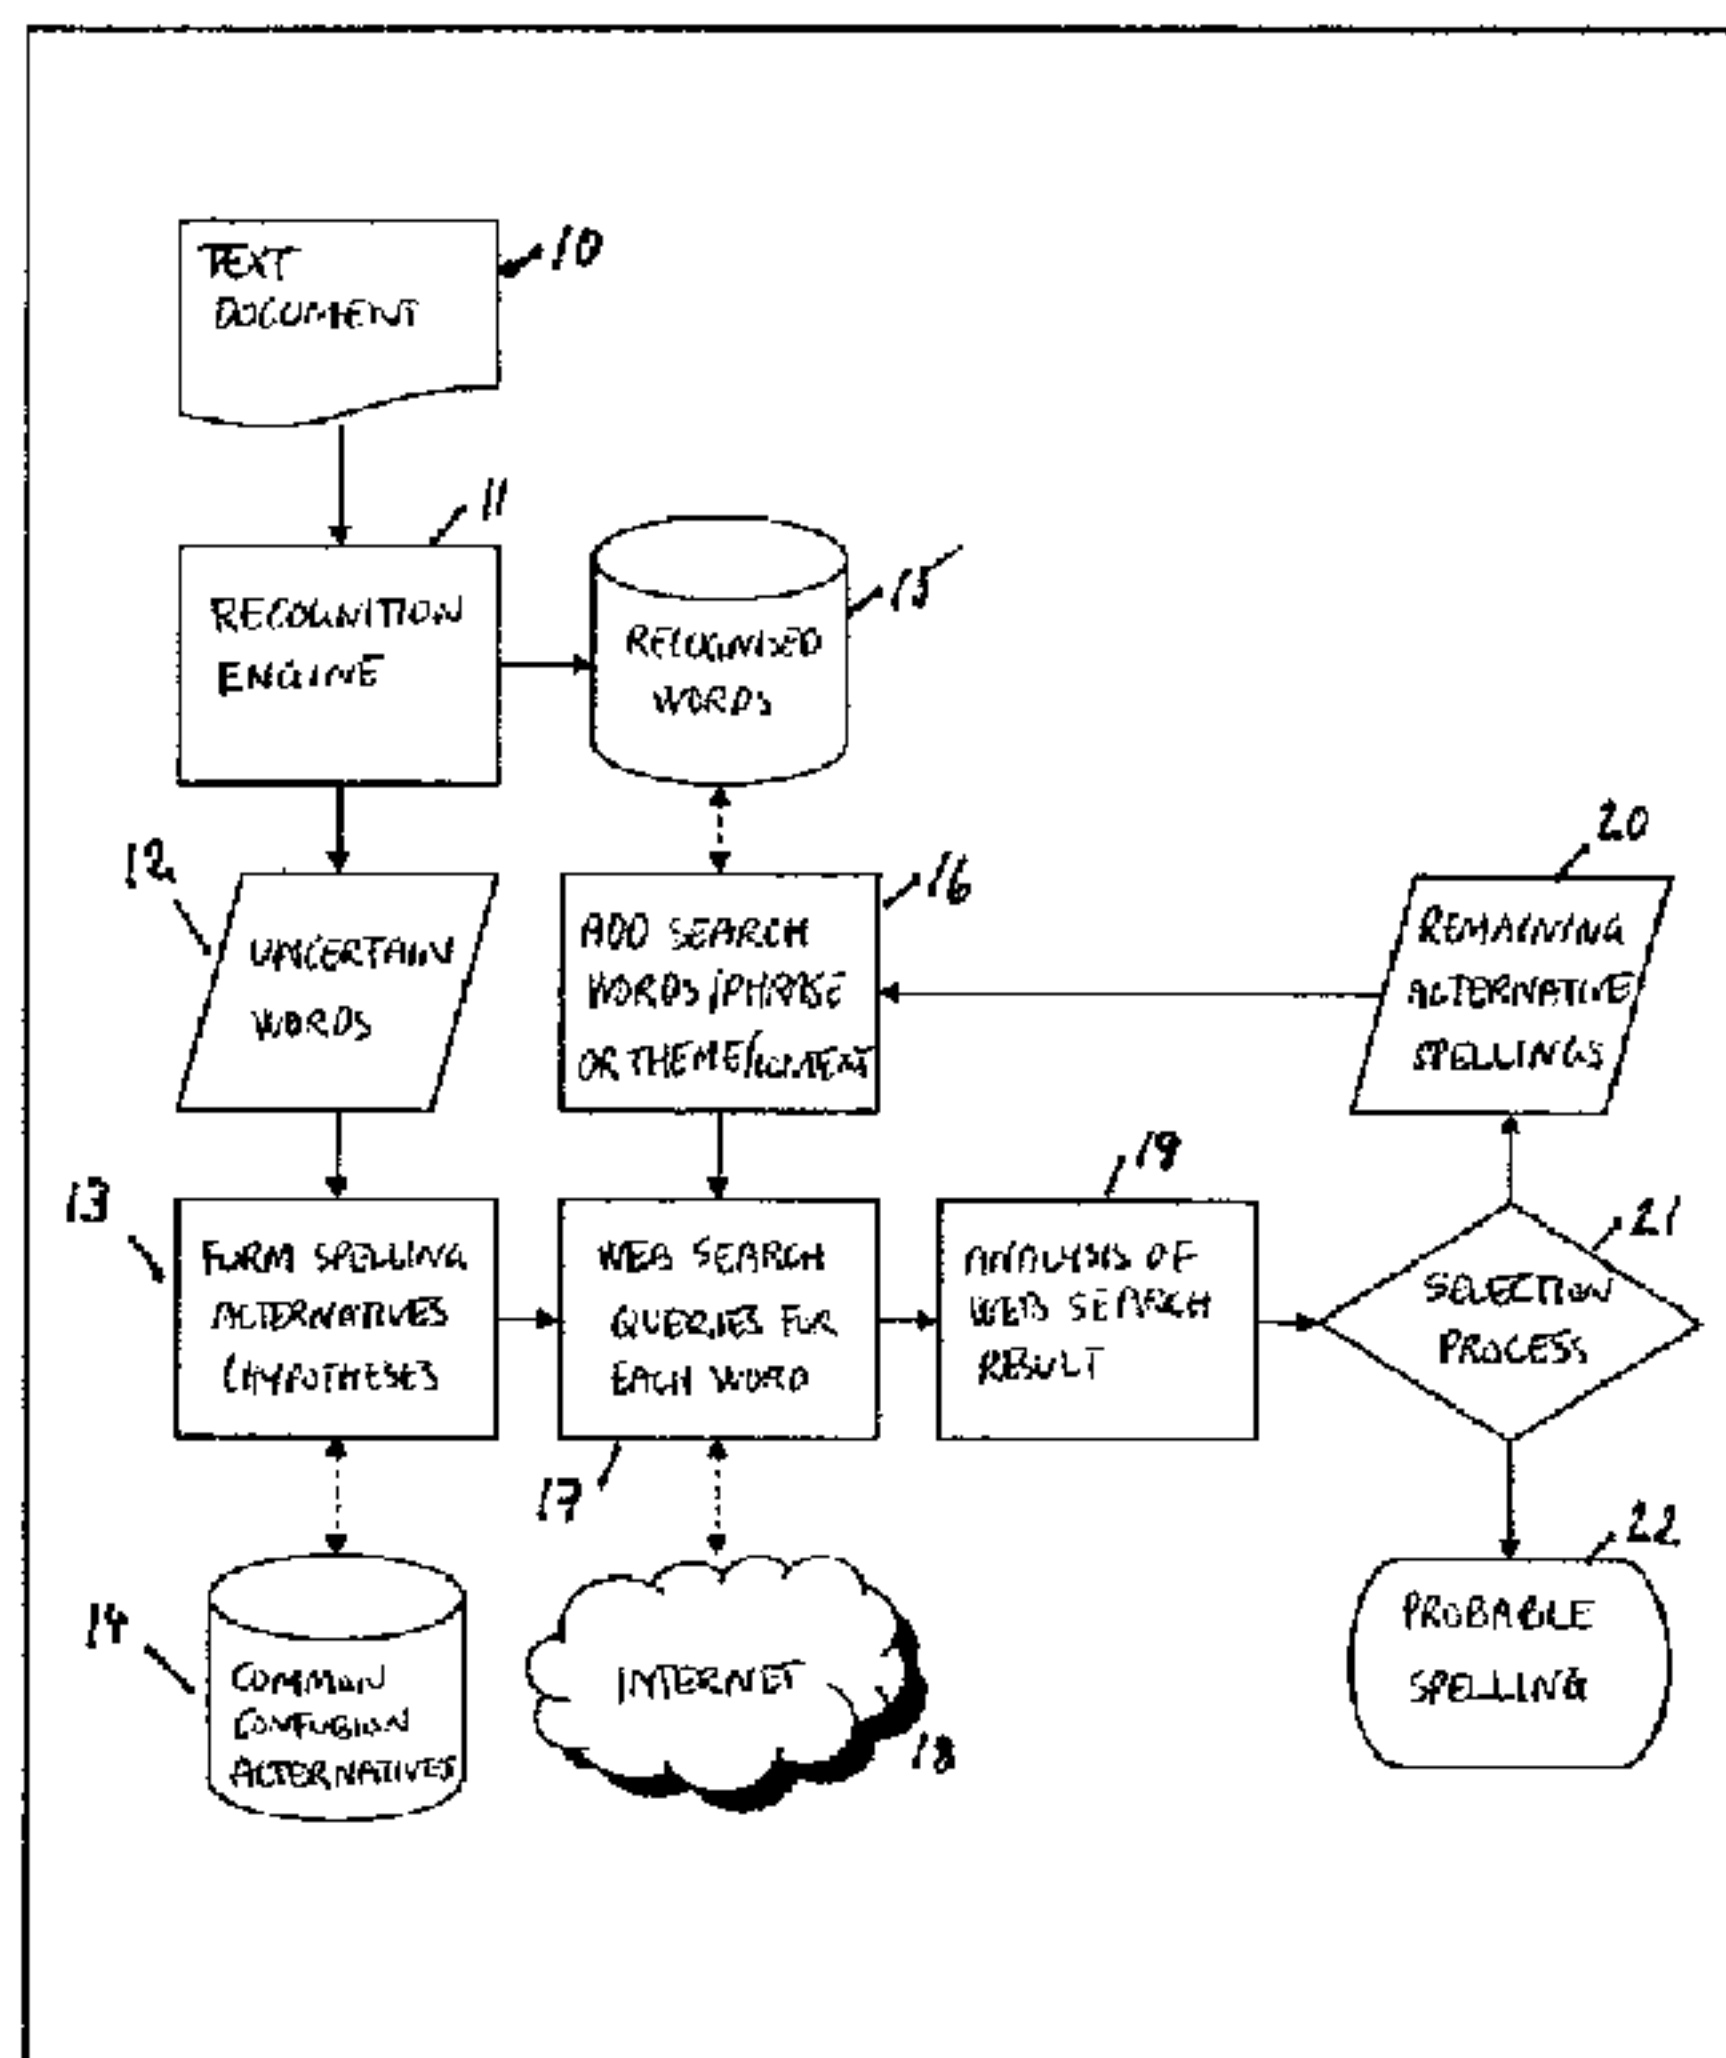 TEXT
DOCUMENT
10
11
RECOGNITION
ENGINE
RECOGNISED
WORDS
15
12
UNCERTAIN
WORDS
ADD SEARCH
WORDS/PHRASE
OR THEME/CONTEXT
16
20
REMAINING
ALTERNATIVE
SPELLINGS
13
FORM SPELLING
ALTERNATIVES
/HYPOTHESES
WEB SEARCH
QUERIES FOR
EACH WORD
17
19
ANALYSIS OF
WEB SEARCH
RESULT
21
SELECTION
PROCESS
14
COMMON
CONFUSION
ALTERNATIVES
INTERNET
18
22
PROBABLE
SPELLING